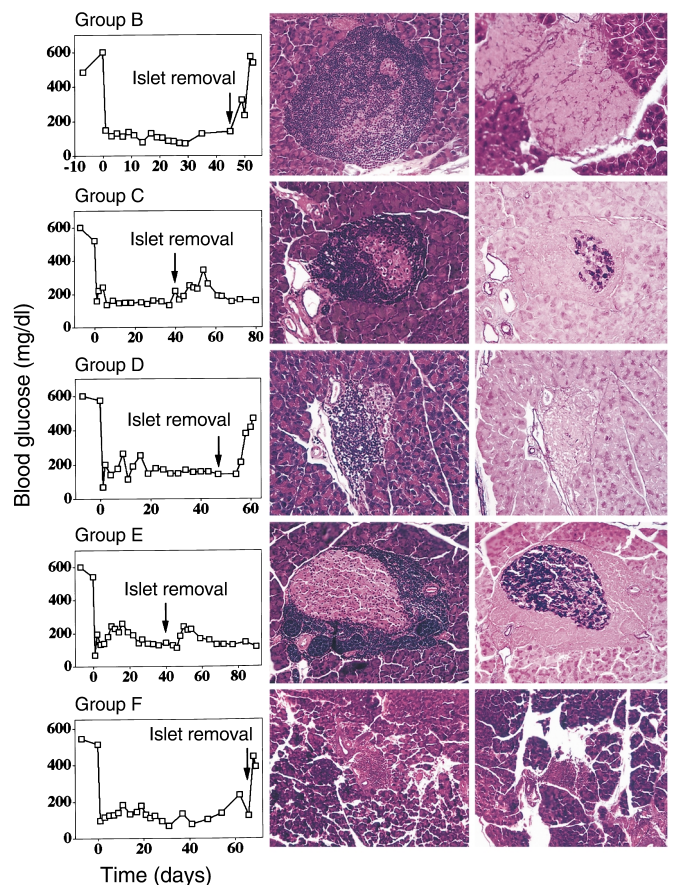 Group B
600
400
200
0
Islet removal
-10 0 10 20 30 40 50
Group C
600
400
200
0
Islet removal
0 20 40 60 80
Group D
600
400
200
0
Islet removal
0 20 40 60
Group E
600
400
200
0
Islet removal
0 20 40 60 80
Group F
600
400
200
0
Islet removal
0 20 40 60
Blood glucose (mg/dl)
Time (days)